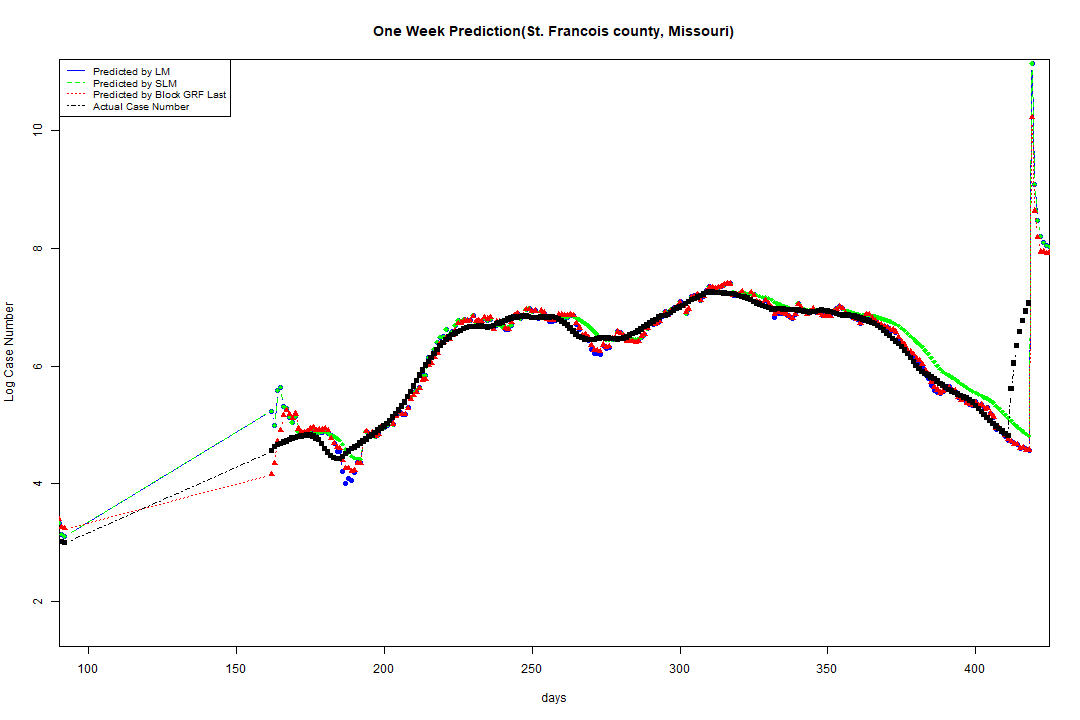 One Week Prediction(St. Francois county, Missouri)
Predicted by LM
Predicted by SLM
Predicted by Block GRF Last
Actual Case Number
Log Case Number
10
8
6
4
2
100 150 200 250 300 350 400
days